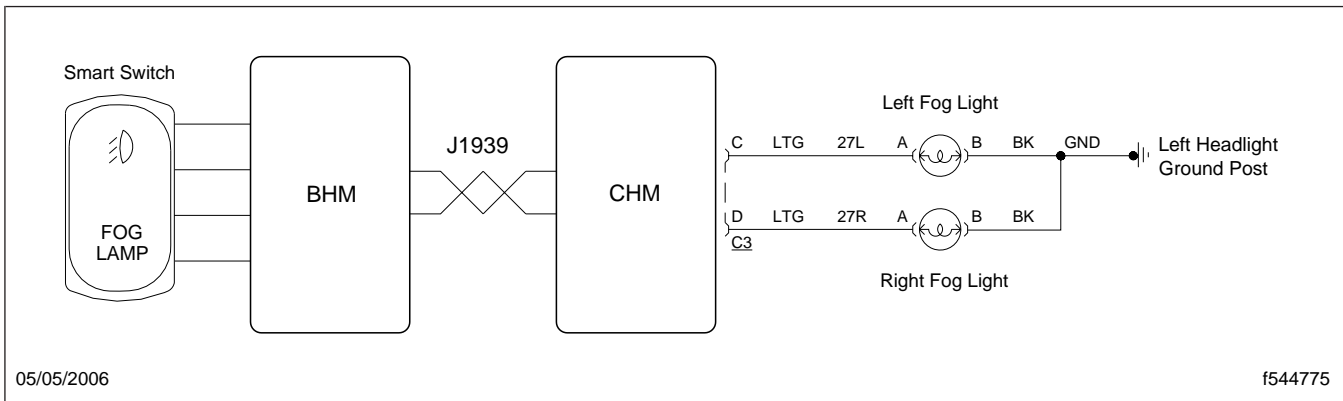 Smart Switch
FOG
LAMP
BHM
J1939
CHM
Left Fog Light
C LTG 27L A B BK GND
Left Headlight
Ground Post
D LTG 27R A B BK
C3
Right Fog Light
05/05/2006
f544775